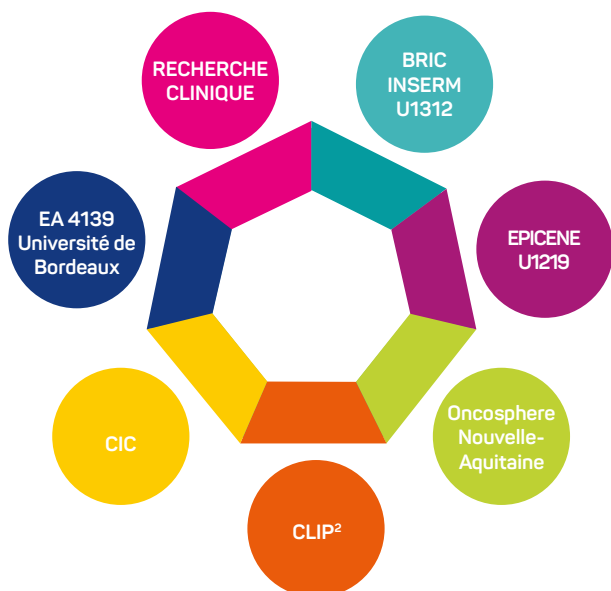 RECHERCHE
CLINIQUE
BRIC
INSERM
U1312
EA 4139
Université de
Bordeaux
EPICENE
U1219
CIC
Oncosphere
Nouvelle-
Aquitaine
CLIP²